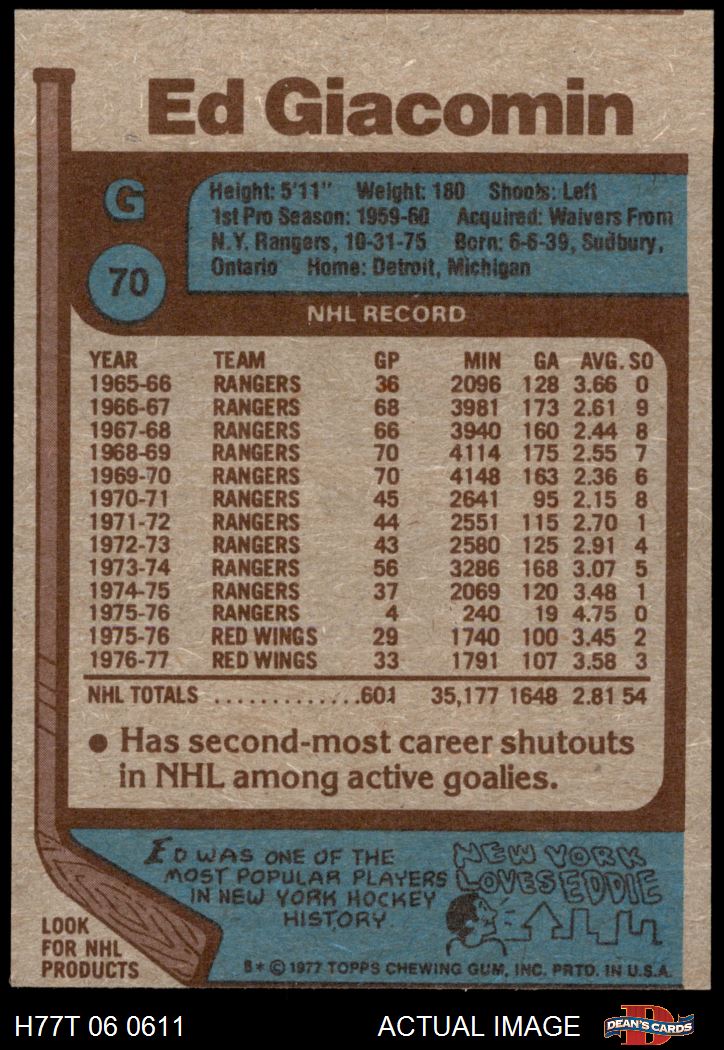 Ed Giacomin
G
70
Height: 5'11" Weight: 180 Shoots: Left
1st Pro Season: 1959-60 Acquired: Waivers From
N.Y. Rangers, 10-31-75 Born: 6-6-39, Sudbury,
Ontario Home: Detroit, Michigan
NHL RECORD
YEAR TEAM GP MIN GA AVG. SO
1965-66 RANGERS 36 2096 128 3.66 0
1966-67 RANGERS 68 3981 173 2.61 9
1967-68 RANGERS 66 3940 160 2.44 8
1968-69 RANGERS 70 4114 175 2.55 7
1969-70 RANGERS 70 4148 163 2.36 6
1970-71 RANGERS 45 2641 95 2.15 8
1971-72 RANGERS 44 2551 115 2.70 1
1972-73 RANGERS 43 2580 125 2.91 4
1973-74 RANGERS 56 3286 168 3.07 5
1974-75 RANGERS 37 2069 120 3.48 1
1975-76 RANGERS 4 240 19 4.75 0
1975-76 RED WINGS 29 1740 100 3.45 2
1976-77 RED WINGS 33 1791 107 3.58 3
NHL TOTALS .............601 35,177 1648 2.81 54
● Has second-most career shutouts
in NHL among active goalies.
ED WAS ONE OF THE
MOST POPULAR PLAYERS
IN NEW YORK HOCKEY
HISTORY.
NEW YORK
LOVES EDDIE
LOOK
FOR NHL
PRODUCTS
B* © 1977 TOPPS CHEWING GUM, INC. PRTD. IN U.S.A.
H77T 06 0611 ACTUAL IMAGE
D
DEAN'S CARDS